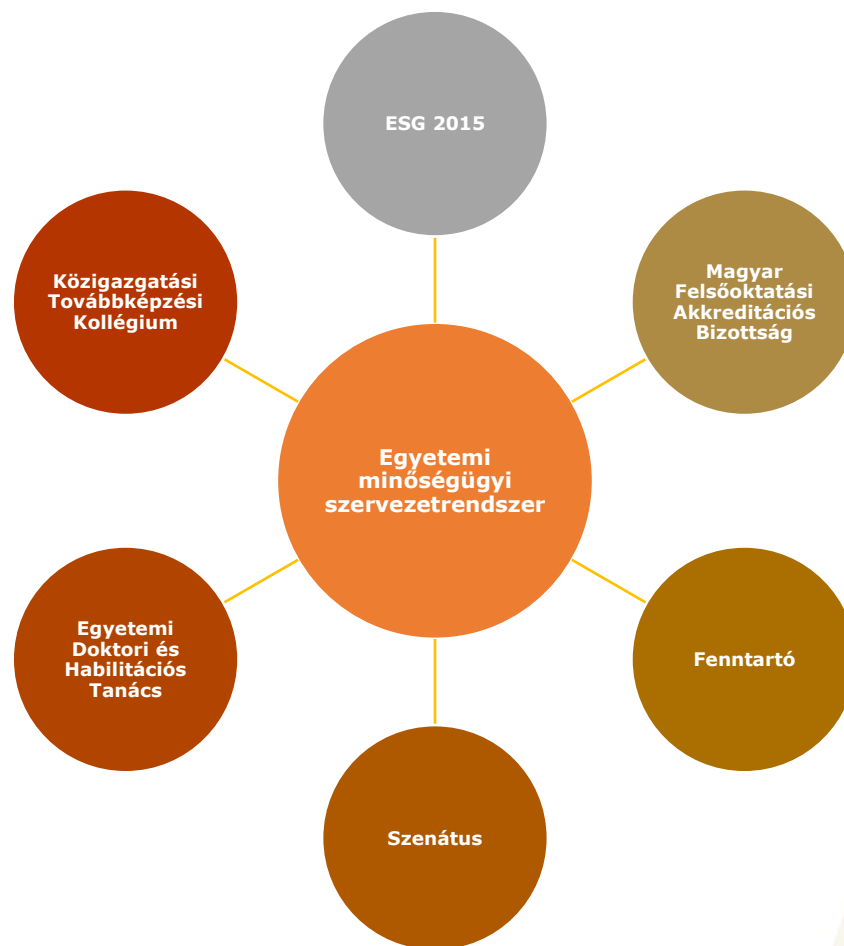 ESG 2015
Magyar
Felsőoktatási
Akkreditációs
Bizottság
Fenntartó
Szenátus
Egyetemi
Doktori és
Habilitációs
Tanács
Közigazgatási
Továbbképzési
Kollégium
Egyetemi
minőségügyi
szervezetrendszer